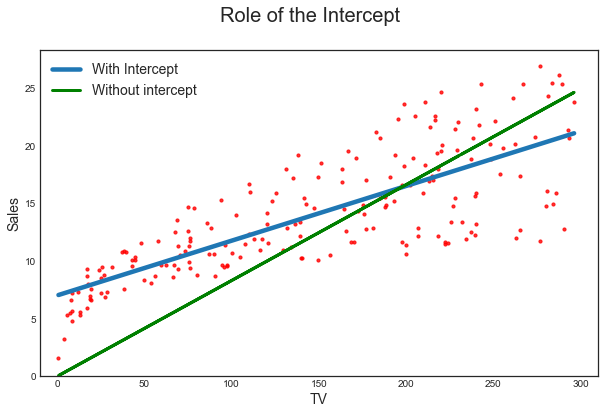 Role of the Intercept
With Intercept
Without intercept
25
20
15
10
5
0
Sales
0 50 100 150 200 250 300
TV